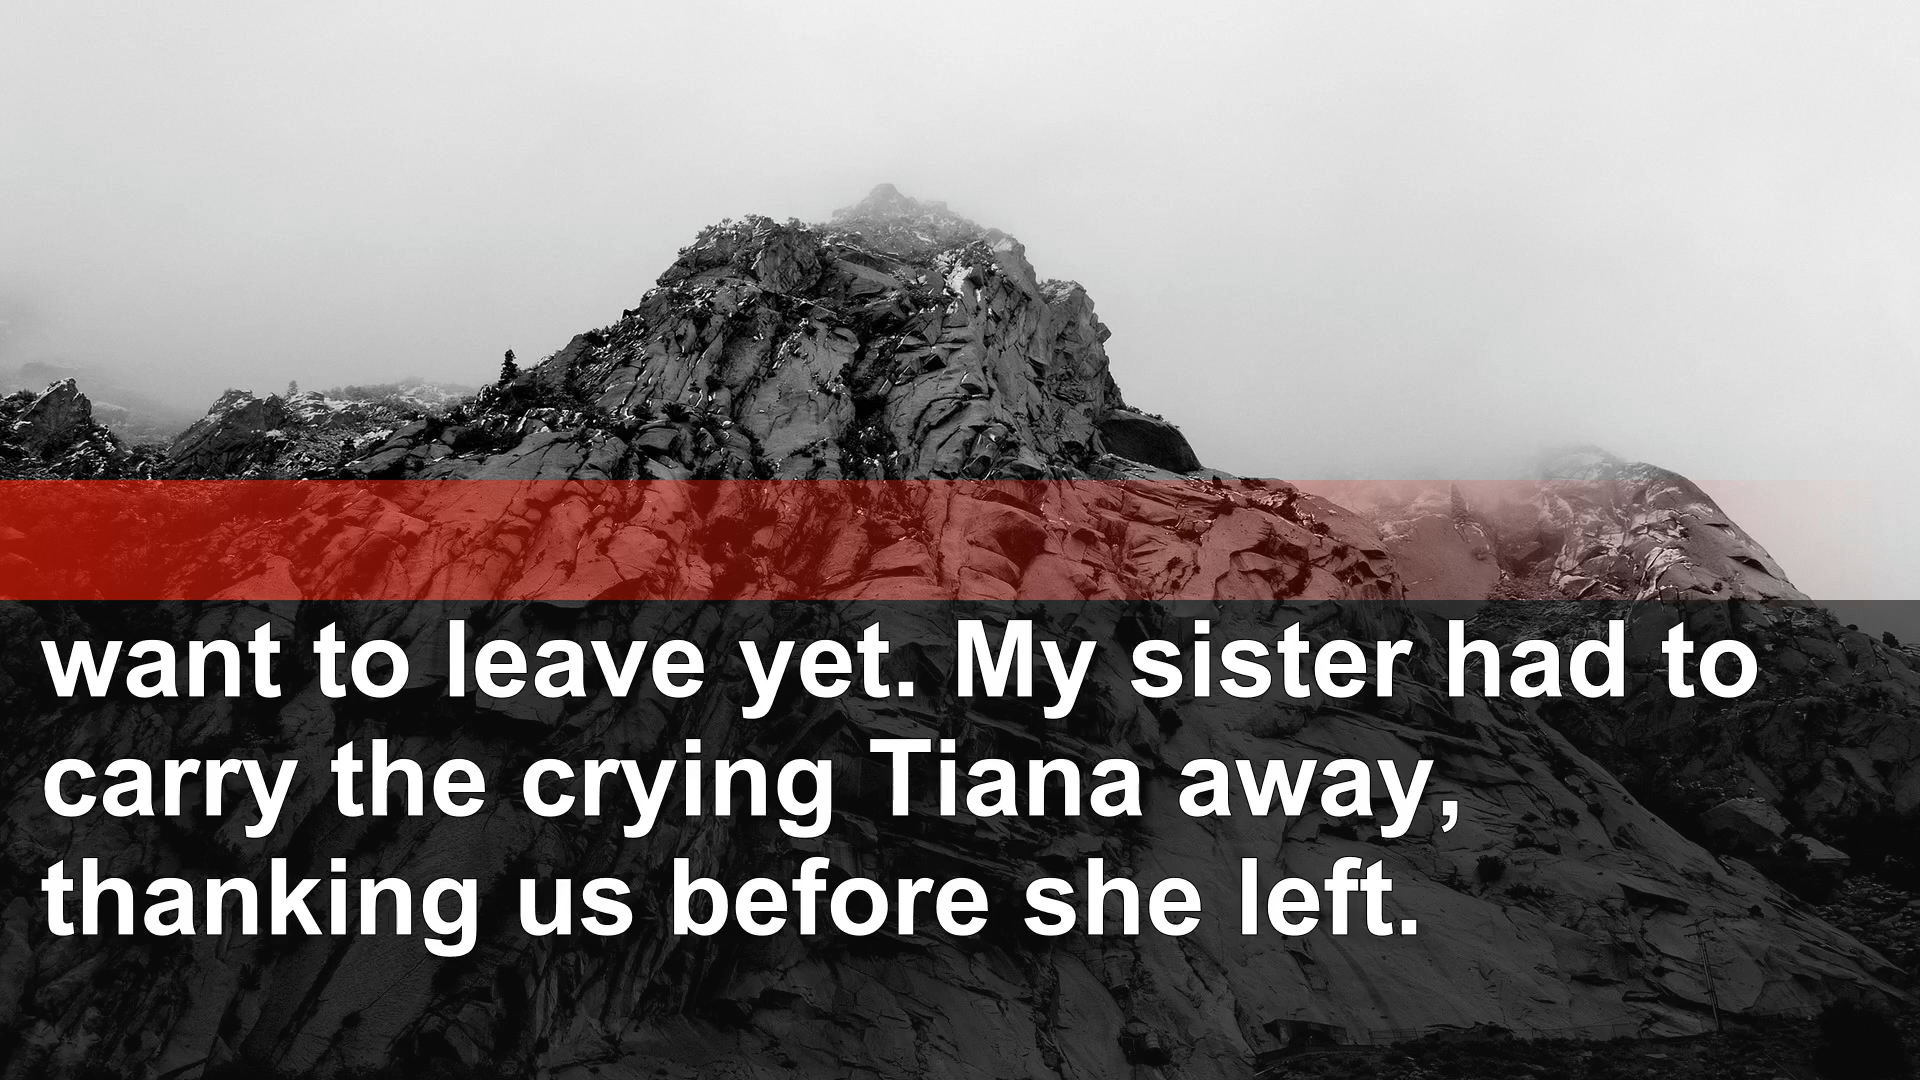 want to leave yet. My sister had to
carry the crying Tiana away,
thanking us before she left.